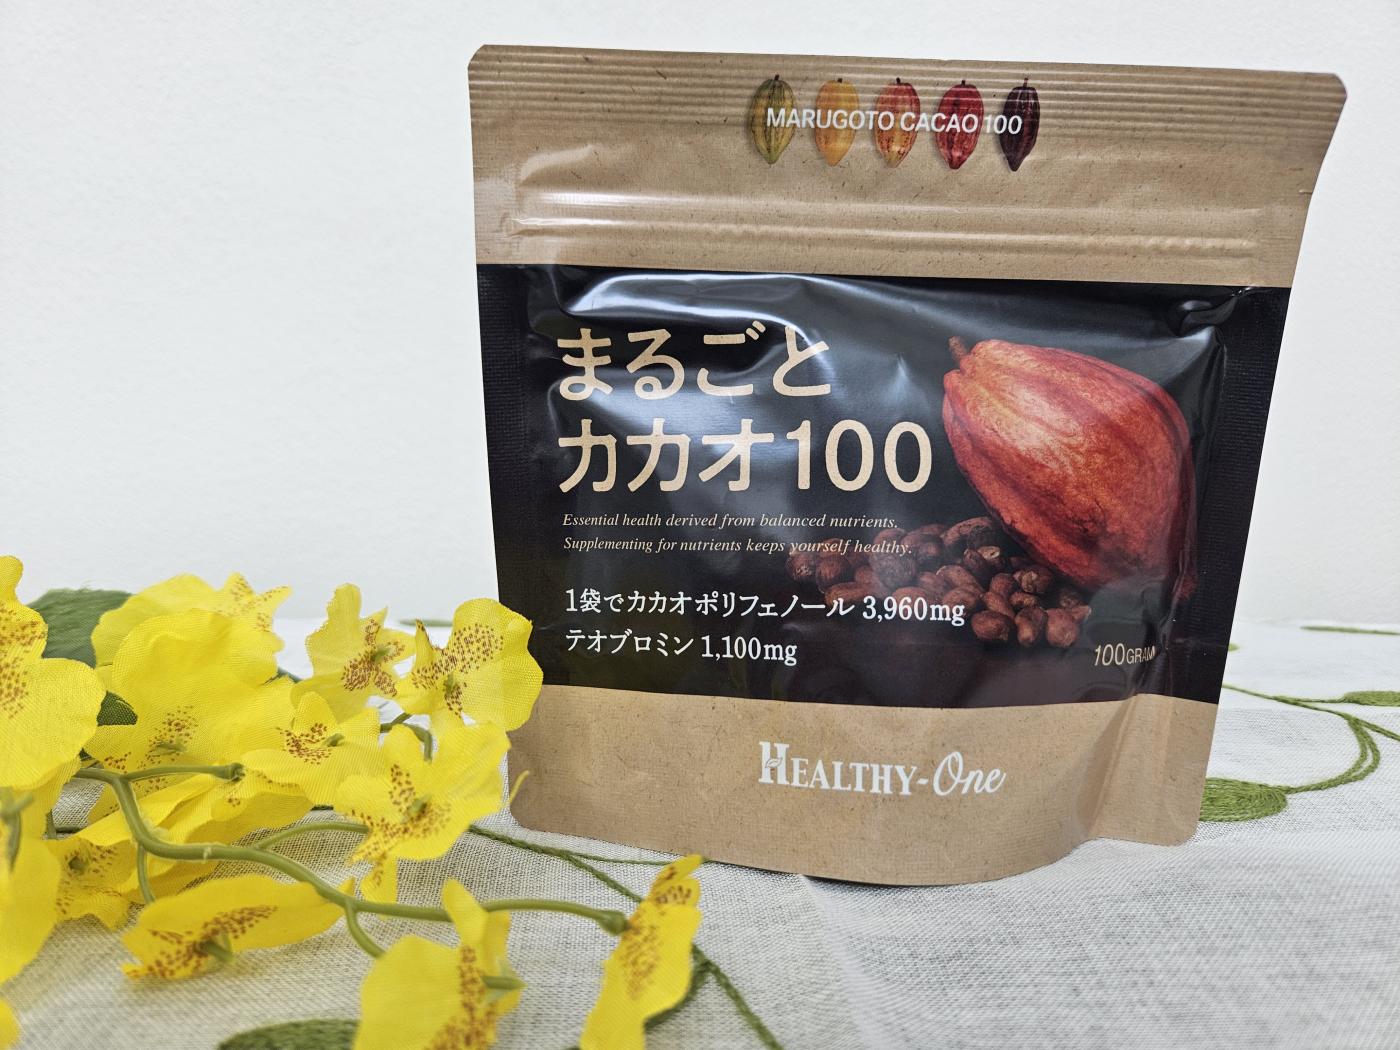 MARUGOTO CACAO 100
まるごと
カカオ100
Essential health derived from balanced nutrients.
Supplementing for nutrients keeps yourself healthy.
1袋でカカオポリフェノール 3,960mg
テオブロミン 1,100mg
100GRAM
HEALTHY-One